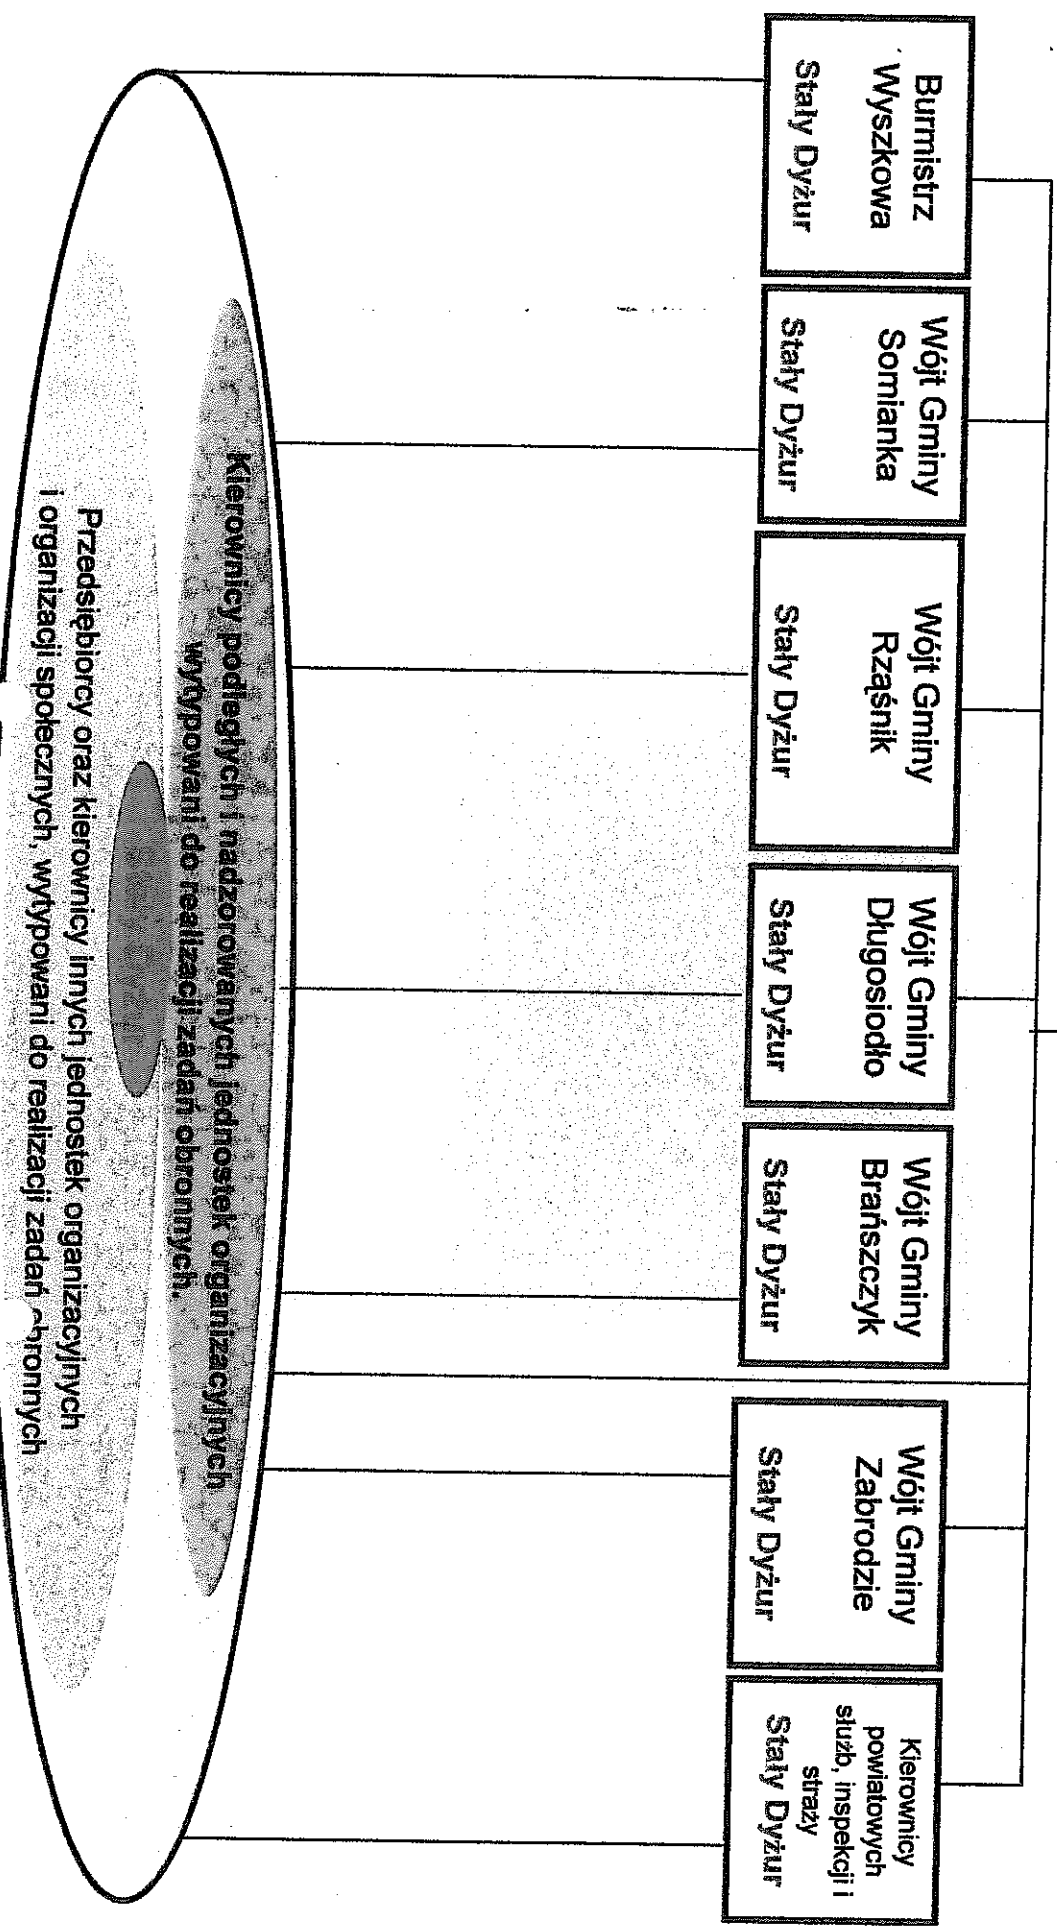 Burmistrz
Wyszkowa
Stały Dyżur
Wójt Gminy
Somianka
Stały Dyżur
Wójt Gminy
Rząśnik
Stały Dyżur
Wójt Gminy
Długosiodło
Stały Dyżur
Wójt Gminy
Brańszczyk
Stały Dyżur
Wójt Gminy
Zabrodzie
Stały Dyżur
Kierownicy
powiatowych
służb, inspekcji i
straży
Stały Dyżur
Kierownicy podległych i nadzorowanych jednostek organizacyjnych
wytypowani do realizacji zadań obronnych.
Przedsiębiorcy oraz kierownicy innych jednostek organizacyjnych
i organizacji społecznych, wytypowani do realizacji zadań obronnych